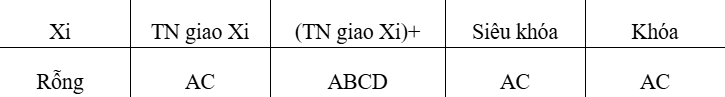 Xi TN giao Xi (TN giao Xi)+ Siêu khóa Khóa
Rỗng AC ABCD AC AC